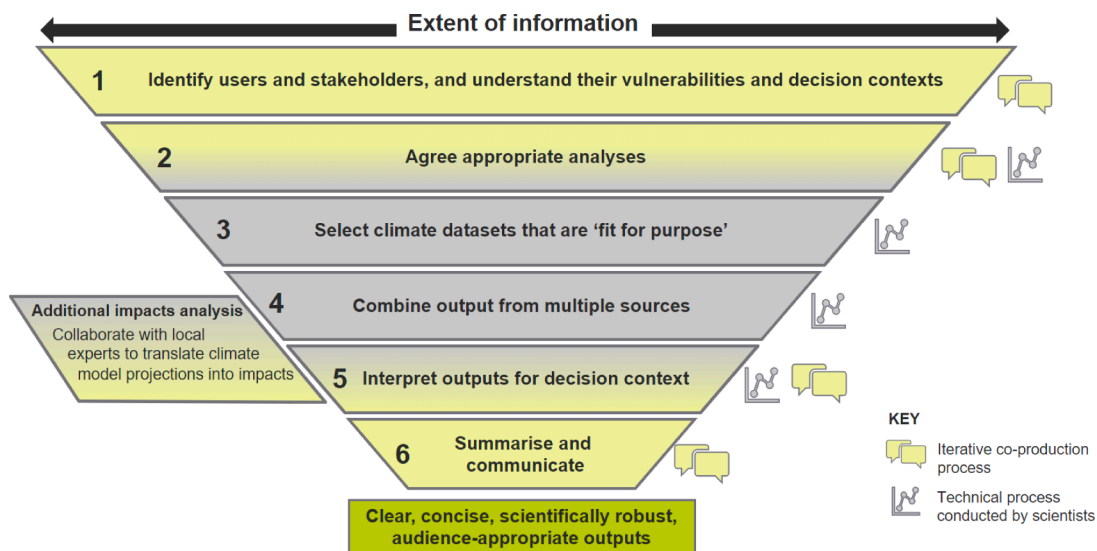 Extent of information
1 Identify users and stakeholders, and understand their vulnerabilities and decision contexts
2 Agree appropriate analyses
3 Select climate datasets that are ‘fit for purpose’
4 Combine output from multiple sources
Additional impacts analysis
Collaborate with local
experts to translate climate
model projections into impacts
5 Interpret outputs for decision context
6 Summarise and
communicate
Clear, concise, scientifically robust,
audience-appropriate outputs
KEY
Iterative co-production
process
Technical process
conducted by scientists